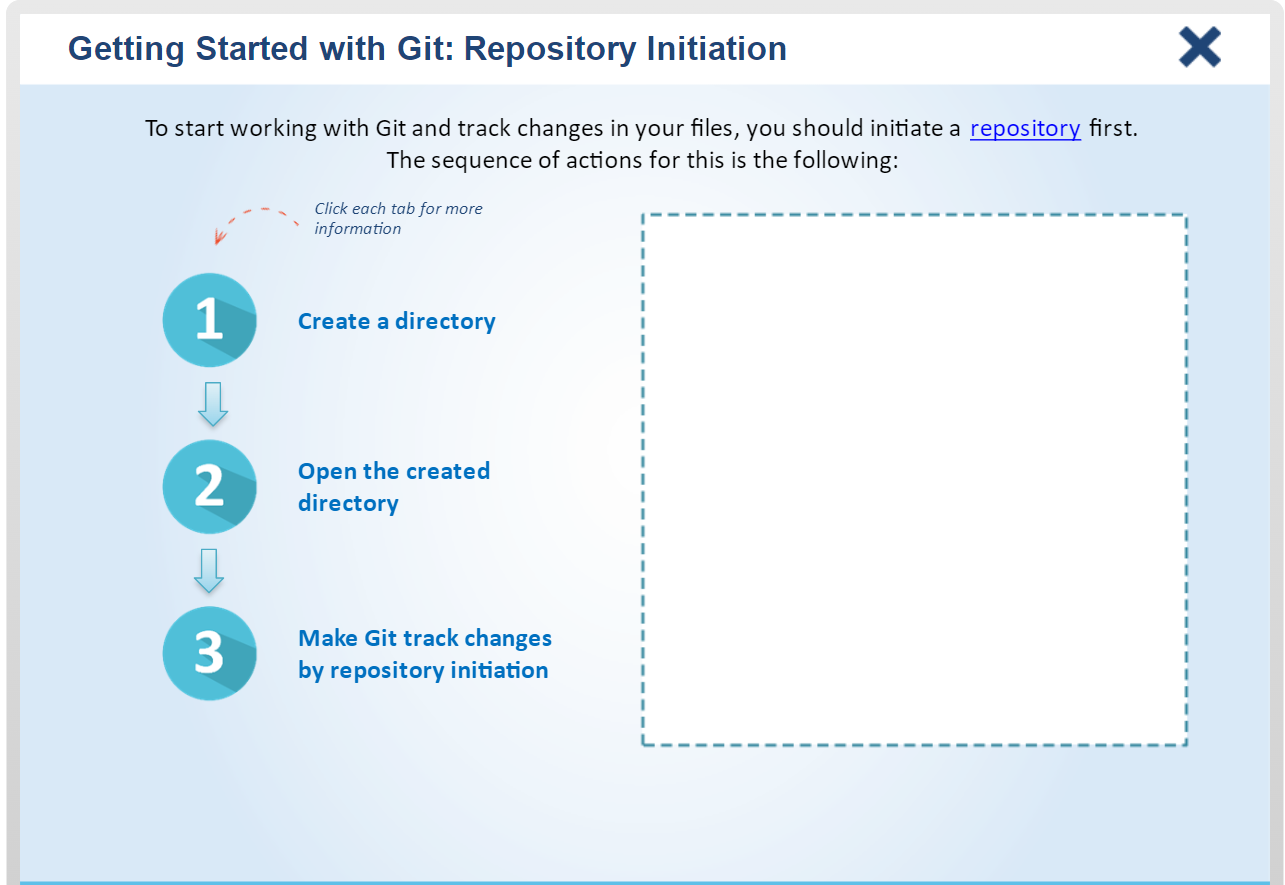 Getting Started with Git: Repository Initiation
To start working with Git and track changes in your files, you should initiate a repository first.
The sequence of actions for this is the following:
Click each tab for more
information
1
Create a directory
2
Open the created
directory
3
Make Git track changes
by repository initiation